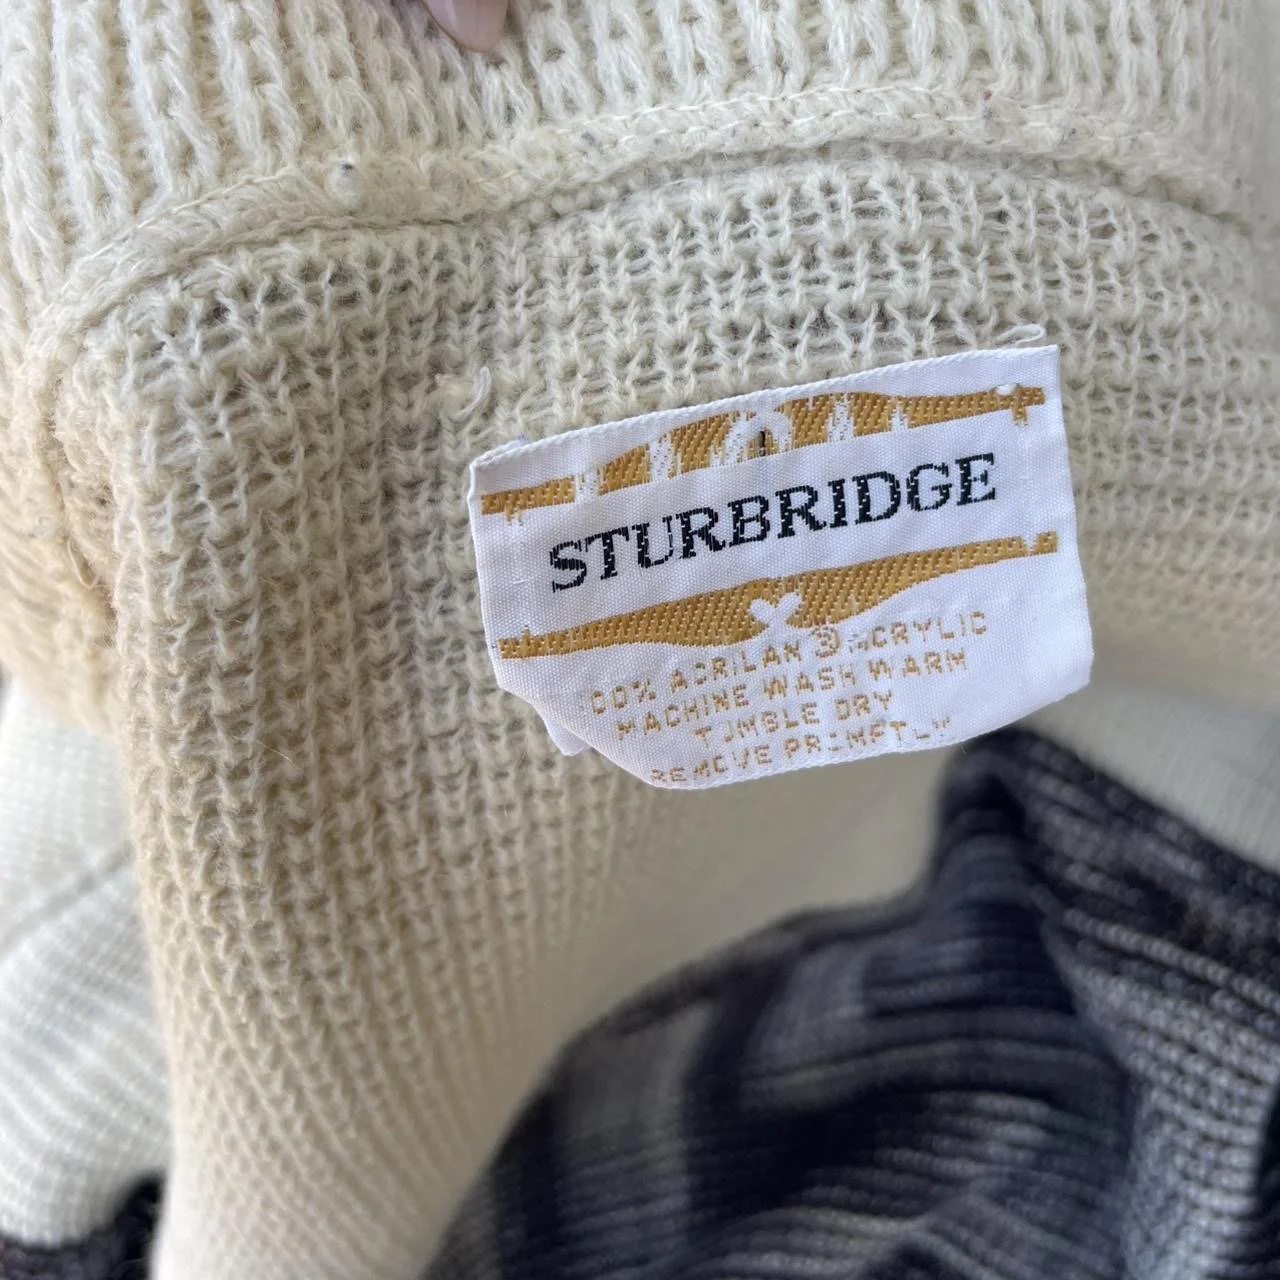 STURBRIDGE
100% ACRILAN ® ACRYLIC
MACHINE WASH WARM
TUMBLE DRY
REMOVE PROMPTLY